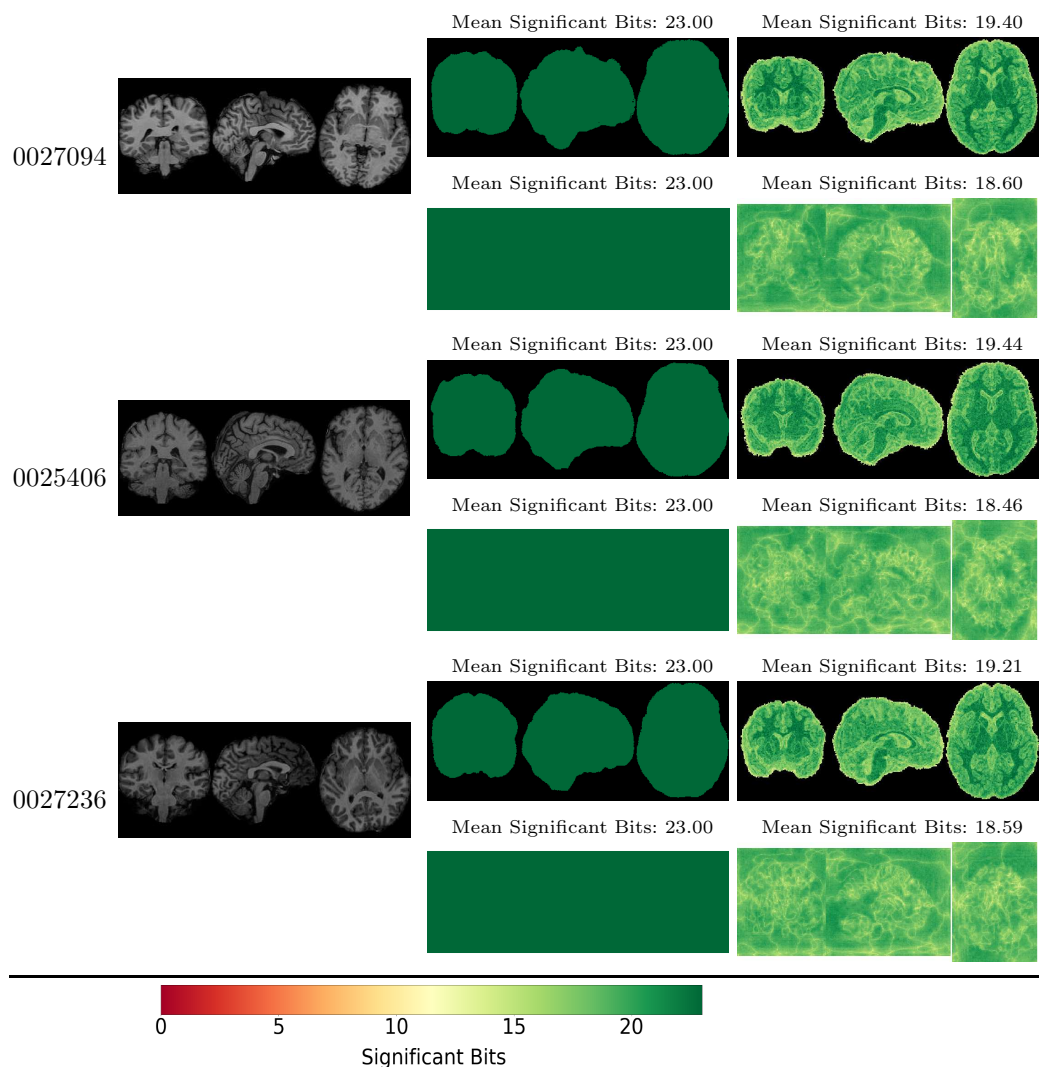 Mean Significant Bits: 23.00 Mean Significant Bits: 19.40
0027094
Mean Significant Bits: 23.00 Mean Significant Bits: 18.60
Mean Significant Bits: 23.00 Mean Significant Bits: 19.44
0025406
Mean Significant Bits: 23.00 Mean Significant Bits: 18.46
Mean Significant Bits: 23.00 Mean Significant Bits: 19.21
0027236
Mean Significant Bits: 23.00 Mean Significant Bits: 18.59
0 5 10 15 20
Significant Bits